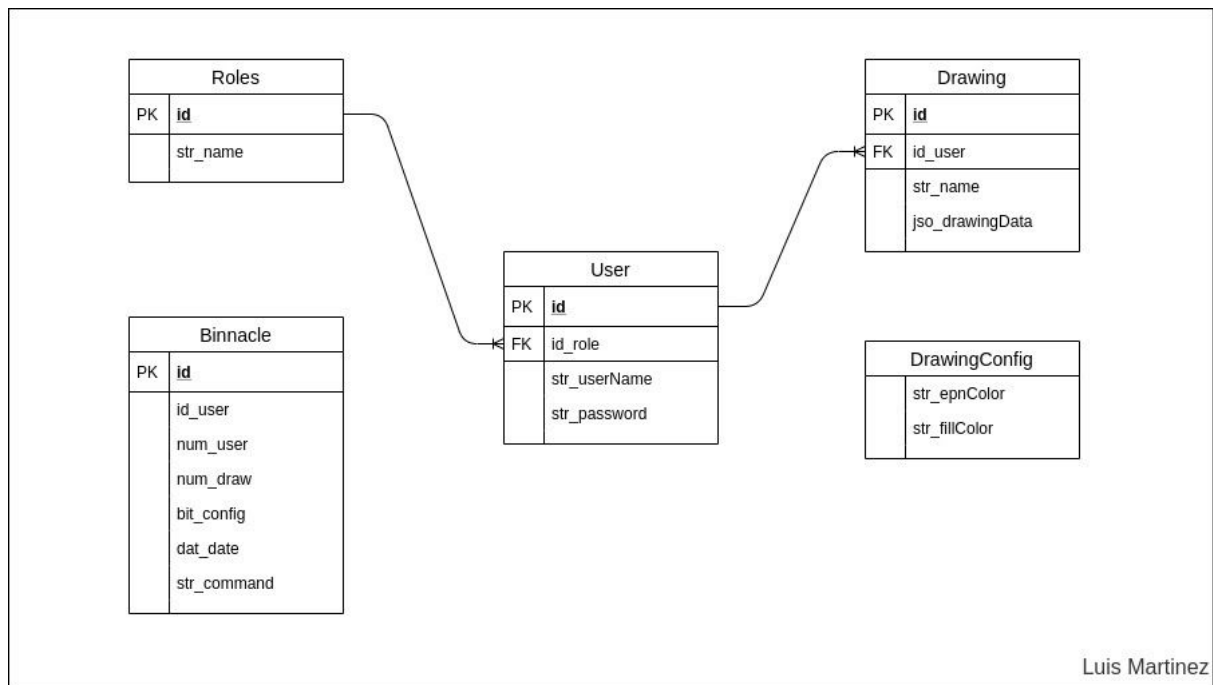 Roles
PK id
str_name
Drawing
PK id
FK id_user
str_name
jso_drawingData
User
PK id
FK id_role
str_userName
str_password
Binnacle
PK id
id_user
num_user
num_draw
bit_config
dat_date
str_command
DrawingConfig
str_epnColor
str_fillColor
Luis Martinez